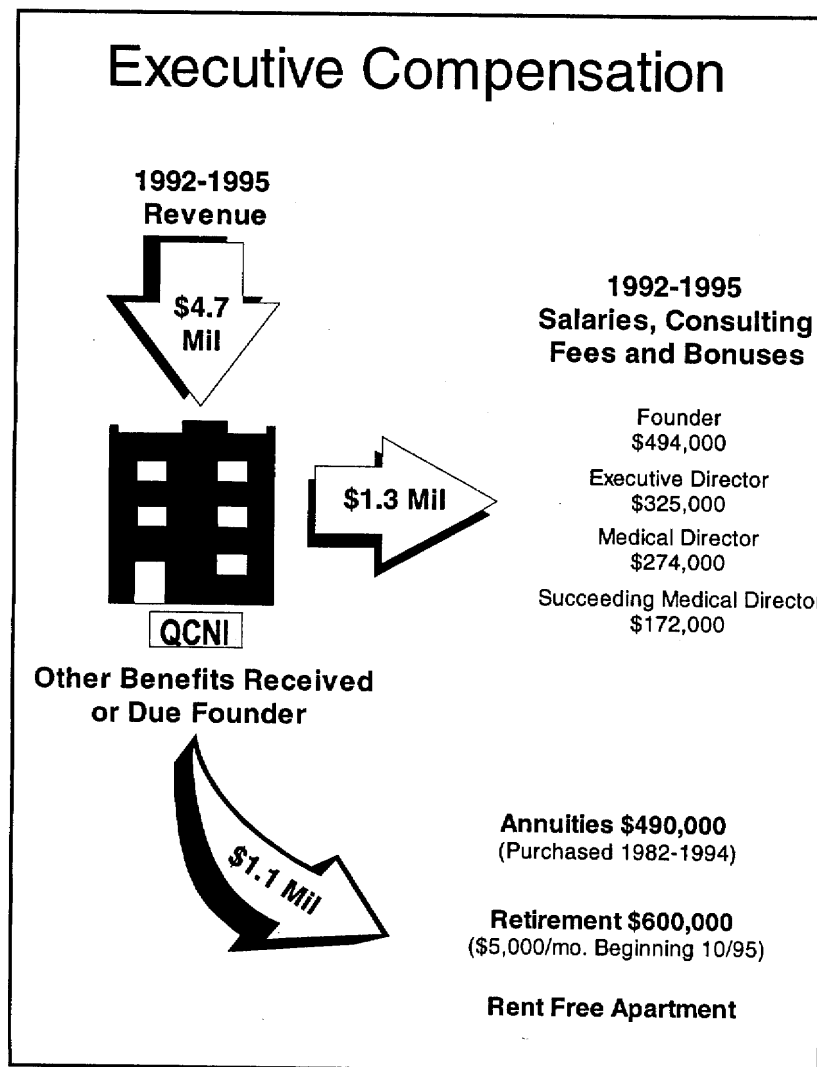 Executive Compensation
1992-1995
Revenue
$4.7
Mil
$1.3 Mil
1992-1995
Salaries, Consulting
Fees and Bonuses
Founder
$494,000
Executive Director
$325,000
Medical Director
$274,000
Succeeding Medical Director
$172,000
QCNI
Other Benefits Received
or Due Founder
$1.1 Mil
Annuities $490,000
(Purchased 1982-1994)
Retirement $600,000
($5,000/mo. Beginning 10/95)
Rent Free Apartment